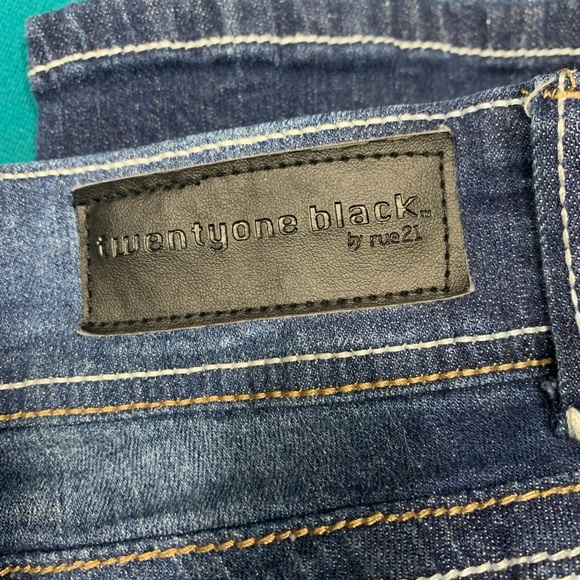 twentyone black™
by rue21